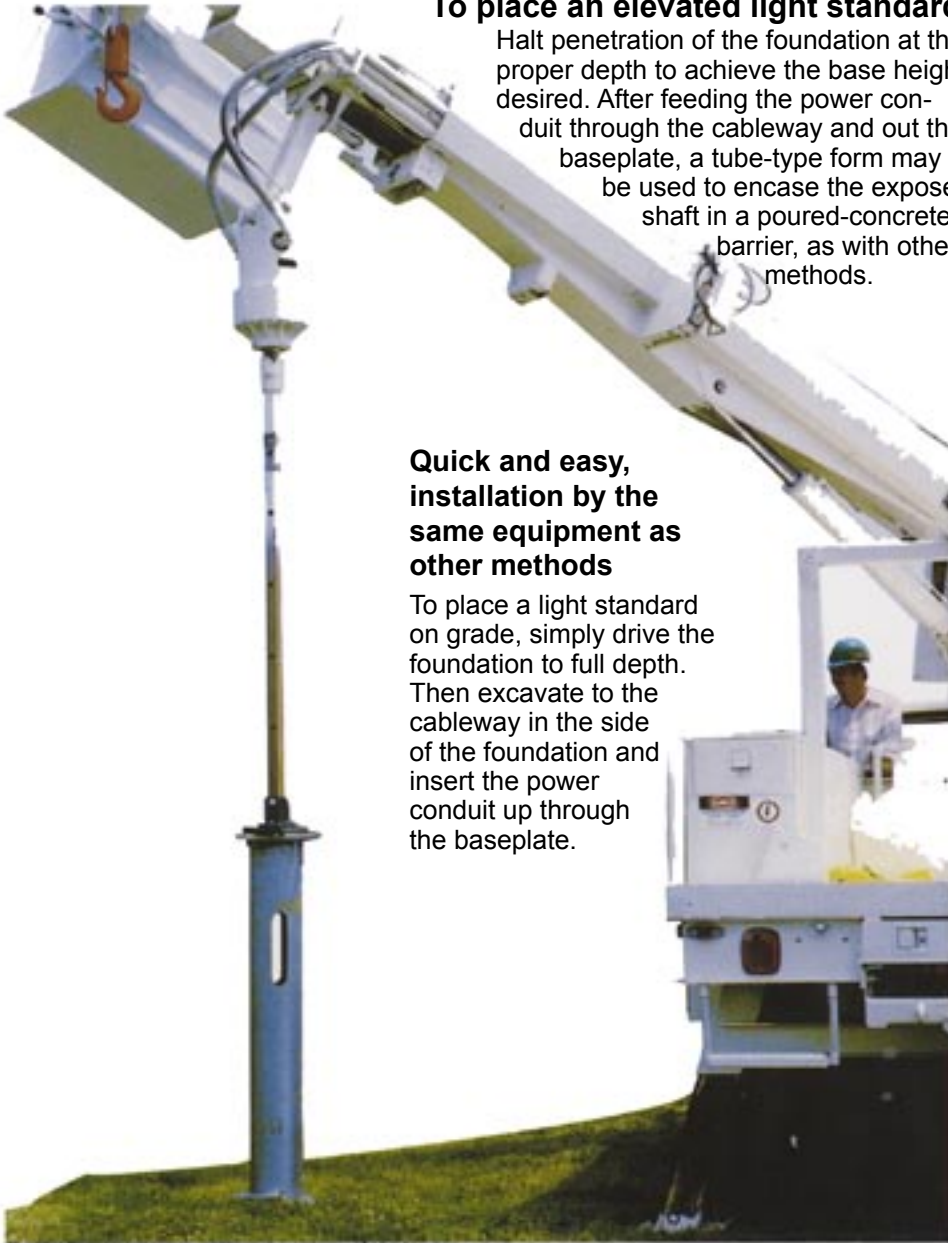 To place an elevated light standard
Halt penetration of the foundation at th
proper depth to achieve the base heigh
desired. After feeding the power con-
duit through the cableway and out th
baseplate, a tube-type form may
be used to encase the expose
shaft in a poured-concrete
barrier, as with othe
methods.
Quick and easy,
installation by the
same equipment as
other methods
To place a light standard
on grade, simply drive the
foundation to full depth.
Then excavate to the
cableway in the side
of the foundation and
insert the power
conduit up through
the baseplate.